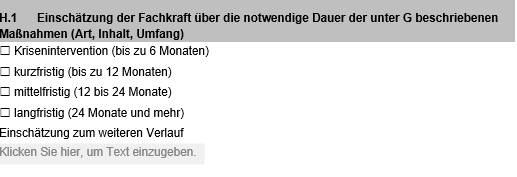 H.1 Einschätzung der Fachkraft über die notwendige Dauer der unter G beschriebenen
Maßnahmen (Art, Inhalt, Umfang)
☐ Krisenintervention (bis zu 6 Monaten)
☐ kurzfristig (bis zu 12 Monaten)
☐ mittelfristig (12 bis 24 Monate)
☐ langfristig (24 Monate und mehr)
Einschätzung zum weiteren Verlauf
Klicken Sie hier, um Text einzugeben.